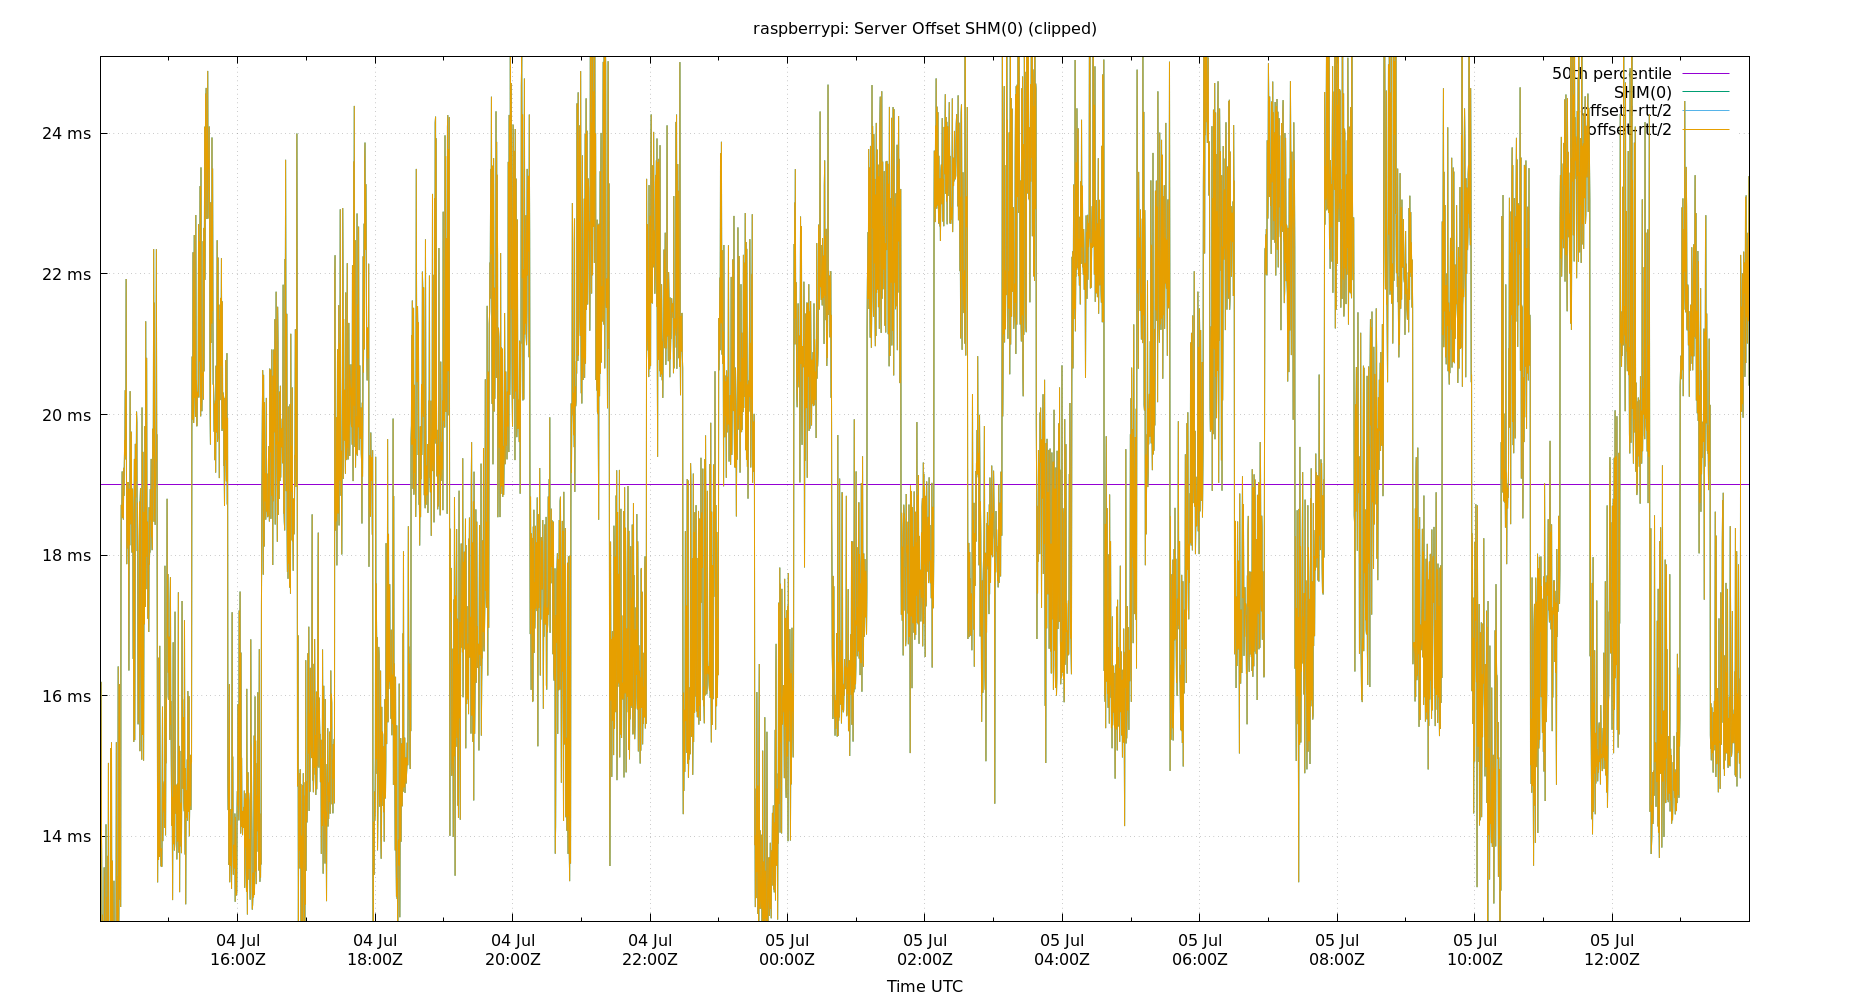 raspberrypi: Server Offset SHM(0) (clipped)
50th percentile
SHM(0)
offset+rtt/2
offset-rtt/2
24 ms
22 ms
20 ms
18 ms
16 ms
14 ms
04 Jul 04 Jul 04 Jul 04 Jul 05 Jul 05 Jul 05 Jul 05 Jul 05 Jul 05 Jul 05 Jul
16:00Z 18:00Z 20:00Z 22:00Z 00:00Z 02:00Z 04:00Z 06:00Z 08:00Z 10:00Z 12:00Z
Time UTC